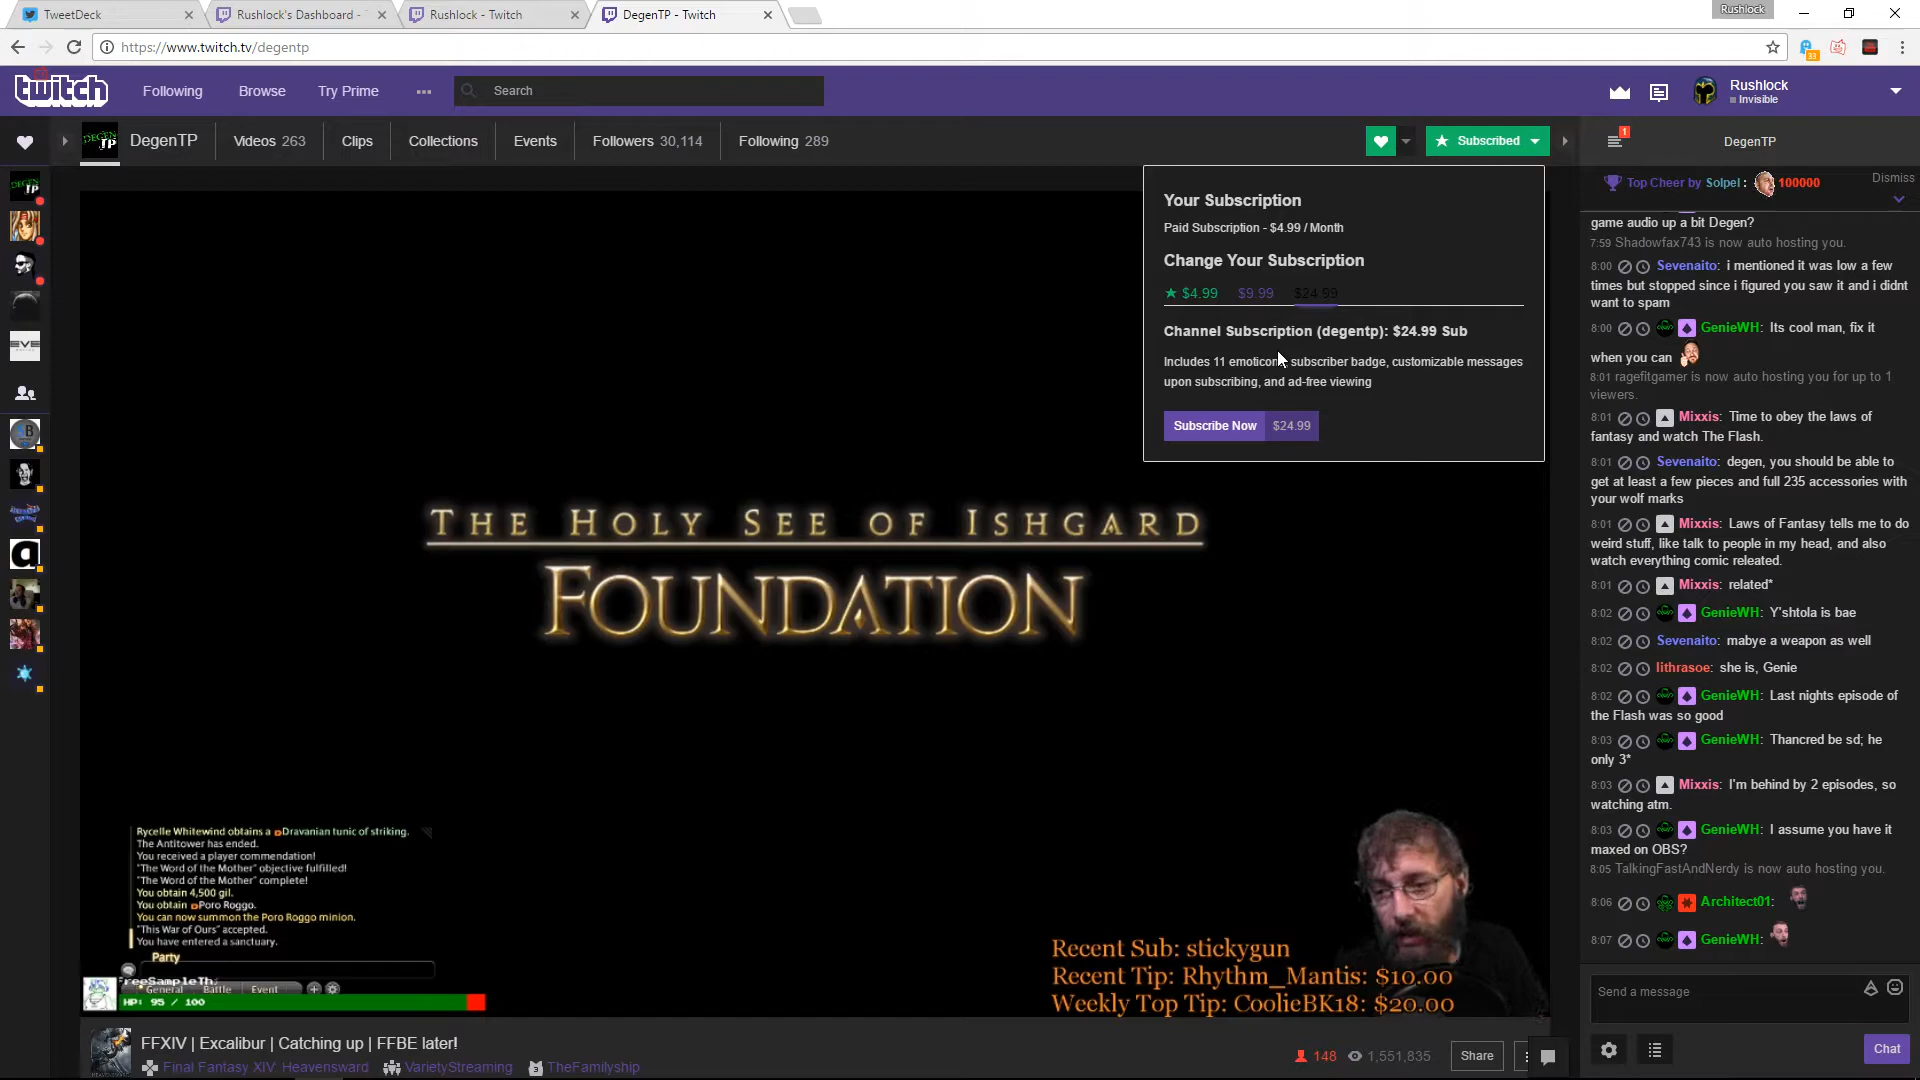 TweetDeck
Rushlock's Dashboard -
Rushlock - Twitch
DegenTP - Twitch
Rushlock
https://www.twitch.tv/degentp
33
twitch
Following
Browse
Try Prime
Search
Rushlock
Invisible
DEGEN TP
DegenTP
Videos 263
Clips
Collections
Events
Followers 30,114
Following 289
Subscribed
1
DegenTP
Your Subscription
Paid Subscription - $4.99 / Month
Change Your Subscription
★ $4.99 $9.99 $24.99
Channel Subscription (degentp): $24.99 Sub
Includes 11 emoticons, subscriber badge, customizable messages
upon subscribing, and ad-free viewing
Subscribe Now $24.99
Top Cheer by Solpel : 100000
Dismiss
game audio up a bit Degen?
7:59 Shadowfax743 is now auto hosting you.
8:00 Sevenaito: i mentioned it was low a few
times but stopped since i figured you saw it and i didnt
want to spam
8:00 GenieWH: Its cool man, fix it
when you can
8:01 ragefitgamer is now auto hosting you for up to 1
viewers.
8:01 Mixxis: Time to obey the laws of
fantasy and watch The Flash.
8:01 Sevenaito: degen, you should be able to
get at least a few pieces and full 235 accessories with
your wolf marks
8:01 Mixxis: Laws of Fantasy tells me to do
weird stuff, like talk to people in my head, and also
watch everything comic releated.
8:01 Mixxis: related*
8:02 GenieWH: Y'shtola is bae
8:02 Sevenaito: mabye a weapon as well
8:02 lithrasoe: she is, Genie
8:02 GenieWH: Last nights episode of
the Flash was so good
8:03 GenieWH: Thancred be sd; he
only 3*
8:03 Mixxis: I'm behind by 2 episodes, so
watching atm.
8:03 GenieWH: I assume you have it
maxed on OBS?
8:05 TalkingFastAndNerdy is now auto hosting you.
8:06 Architect01:
8:07 GenieWH:
Send a message
Chat
THE HOLY SEE OF ISHGARD
FOUNDATION
EVE
Rycelle Whitewind obtains a Dravanian tunic of striking.
The Antitower has ended.
You received a player commendation!
"The Word of the Mother" objective fulfilled!
"The Word of the Mother" complete!
You obtain 4,500 gil.
You obtain Poro Roggo.
You can now summon the Poro Roggo minion.
"This War of Ours" accepted.
You have entered a sanctuary.
Party
FreeSampleTh
General Battle Event
HP: 95 / 100
Recent Sub: stickygun
Recent Tip: Rhythm_Mantis: $10.00
Weekly Top Tip: CoolieBK18: $20.00
FFXIV | Excalibur | Catching up | FFBE later!
Final Fantasy XIV: Heavensward
VarietyStreaming
TheFamilyship
148
1,551,835
Share